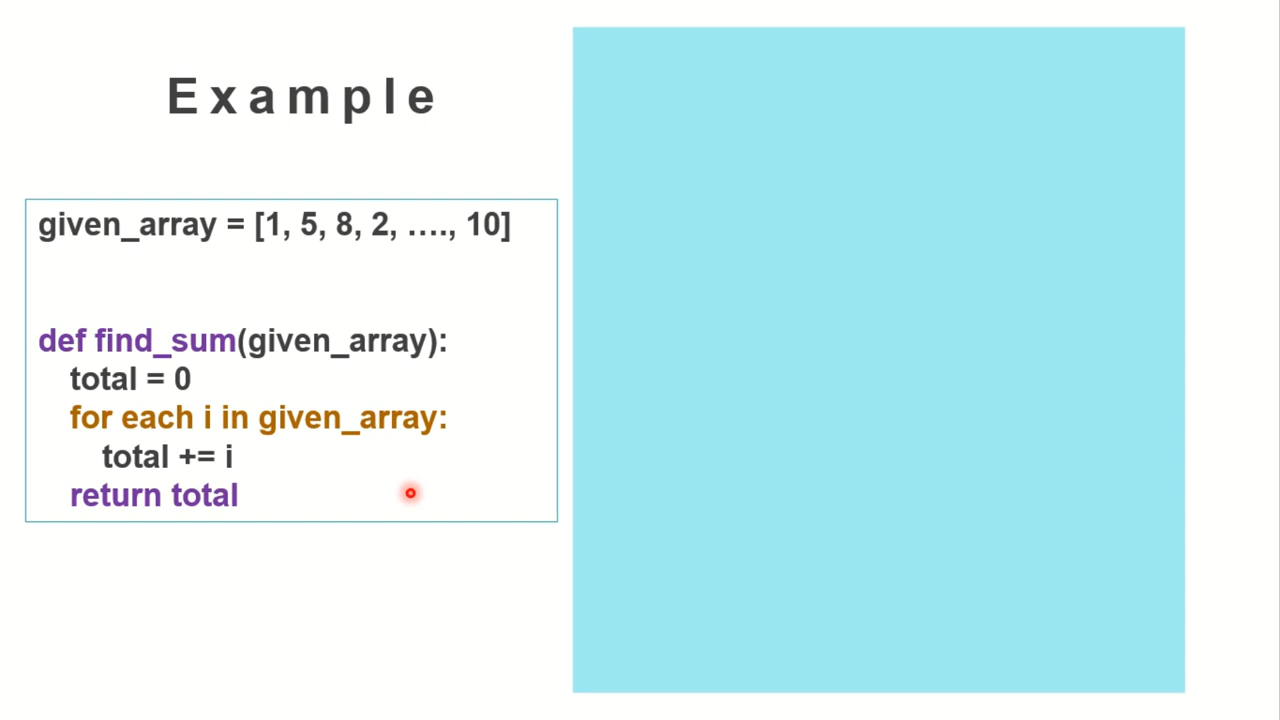 Example
given_array = [1, 5, 8, 2, …., 10]
def find_sum(given_array):
total = 0
for each i in given_array:
total += i
return total